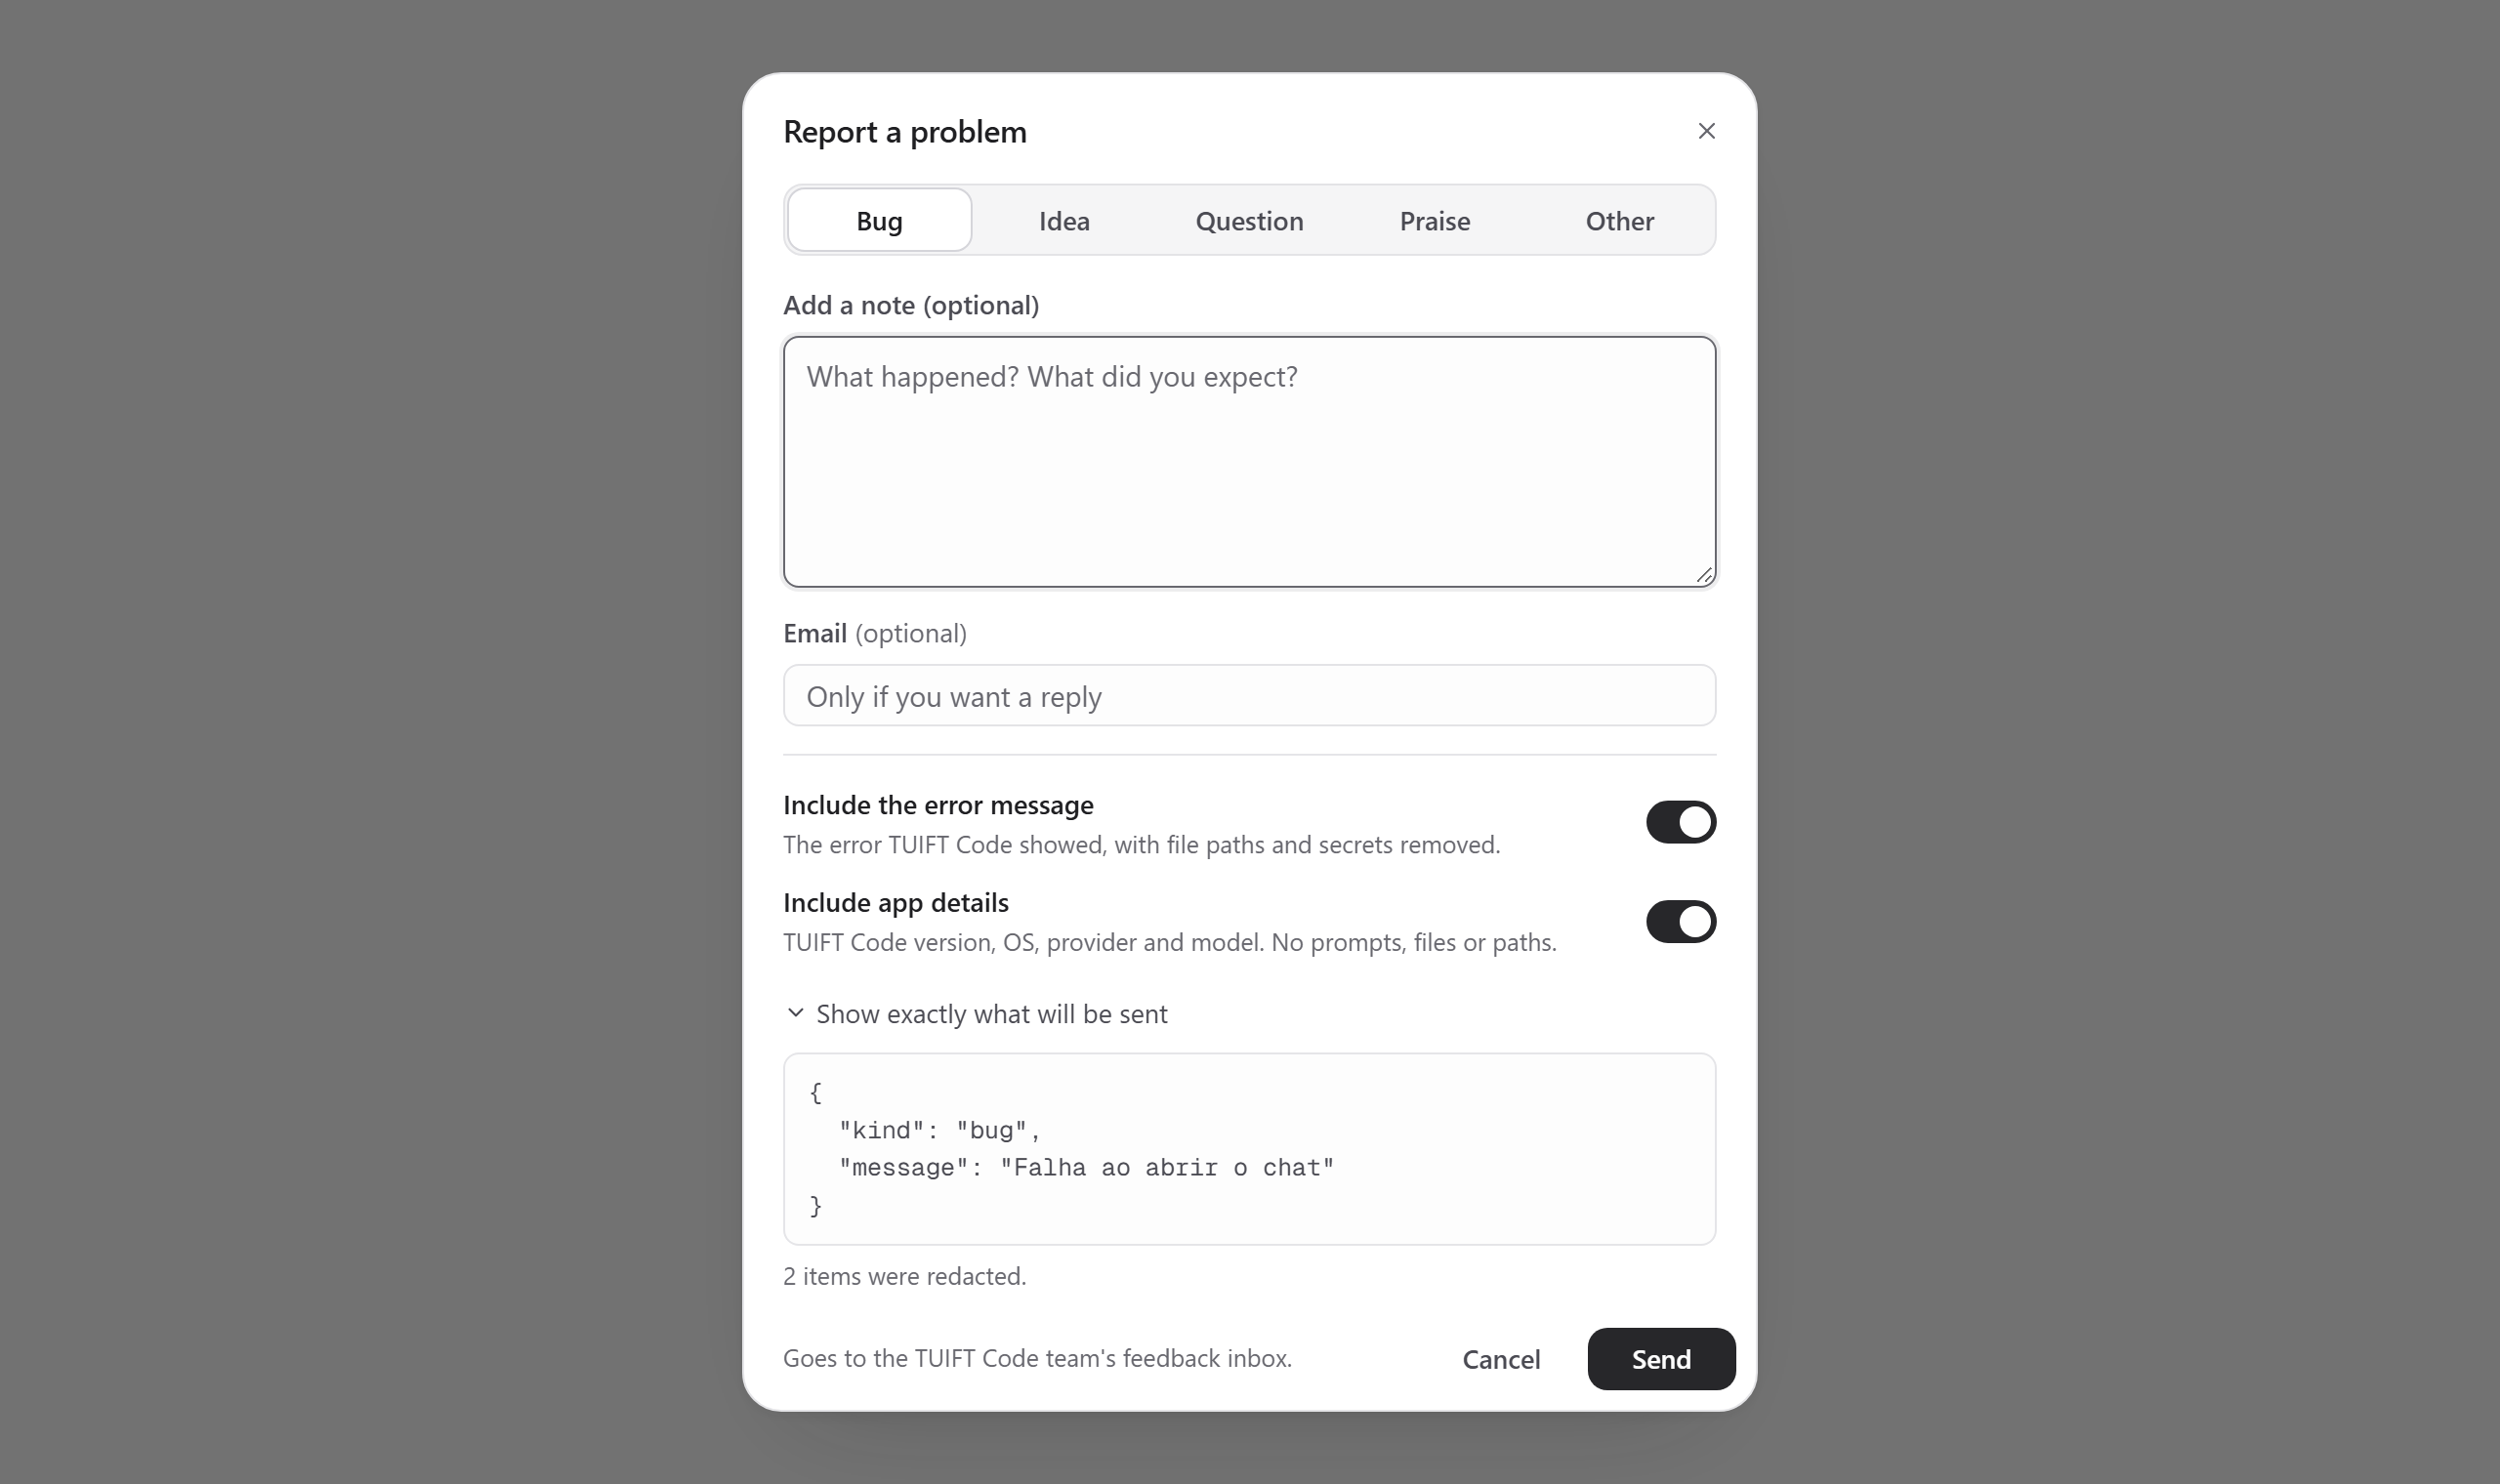 Report a problem
Bug Idea Question Praise Other
Add a note (optional)
What happened? What did you expect?
Email (optional)
Only if you want a reply
Include the error message
The error TUIFT Code showed, with file paths and secrets removed.
Include app details
TUIFT Code version, OS, provider and model. No prompts, files or paths.
Show exactly what will be sent
{
  "kind": "bug",
  "message": "Falha ao abrir o chat"
}
2 items were redacted.
Goes to the TUIFT Code team's feedback inbox. Cancel Send